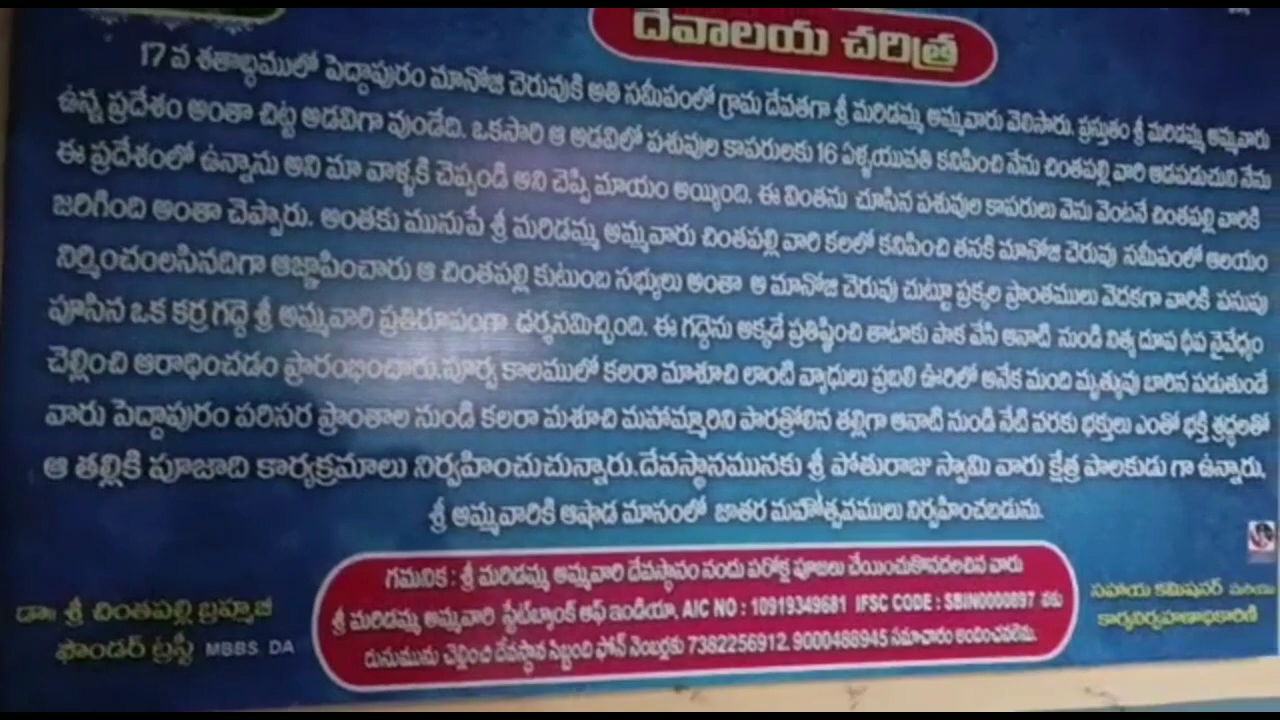 దేవాలయ చరిత్ర
17 వ శతాబ్ధములో పెద్దాపురం మానోజీ చెరువుకి అతి సమీపంలో గ్రామ దేవతగా శ్రీ మరిడమ్మ అమ్మవారు వెలిసారు. ప్రస్తుతం శ్రీ మరిడమ్మ అమ్మవారు
ఉన్న ప్రదేశం అంతా చిట్ట అడవిగా వుండేది. ఒకసారి ఆ అడవిలో పశువుల కాపరులకు 16 ఏళ్ళయువతి కనిపించి నేను చింతపల్లి వారి ఆడపడుచుని నేను
ఈ ప్రదేశంలో ఉన్నాను అని మా వాళ్ళకి చెప్పండి అని చెప్పి మాయం అయ్యింది. ఈ వింతను చూసిన పశువుల కాపరులు వెను వెంటనే చింతపల్లి వారికి
జరిగింది అంతా చెప్పారు. అంతకు మునుపే శ్రీ మరిడమ్మ అమ్మవారు చింతపల్లి వారి కలలో కనిపించి తనకి మానోజీ చెరువు సమీపంలో ఆలయం
నిర్మించంలసినదిగా ఆజ్ఞాపించారు ఆ చింతపల్లి కుటుంబ సభ్యులు అంతా ఆ మానోజీ చెరువు చుట్టూ ప్రక్కల ప్రాంతములు వెదకగా వారికి పసుపు
పూసిన ఒక కర్ర గద్దె శ్రీ అమ్మవారి ప్రతిరూపంగా దర్శనమిచ్చింది. ఈ గద్దెను అక్కడే ప్రతిష్ఠించి తాటాకు పాక వేసి ఆనాటి నుండి నిత్య దూప దీప నైవేద్యం
చెల్లించి ఆరాధించడం ప్రారంభించారు.పూర్వ కాలములో కలరా మాశూచి లాంటి వ్యాధులు ప్రబలి ఊరిలో అనేక మంది మృత్యువు బారిన పడుతుండే
వారు పెద్దాపురం పరిసర ప్రాంతాల నుండి కలరా మశూచి మహమ్మారిని పారత్రోలిన తల్లిగా ఆనాటి నుండి నేటి వరకు భక్తులు ఎంతో భక్తి శ్రద్ధలతో
ఆ తల్లికి పూజాది కార్యక్రమాలు నిర్వహించుచున్నారు.దేవస్థానమునకు శ్రీ పోతురాజు స్వామి వారు క్షేత్ర పాలకుడు గా ఉన్నారు.
శ్రీ అమ్మవారికి ఆషాడ మాసంలో జాతర మహోత్సవములు నిర్వహించబడును.
గమనిక : శ్రీ మరిడమ్మ అమ్మవారి దేవస్థానం నందు పరోక్ష పూజలు చేయించుకొనదలచిన వారు
శ్రీ మరిడమ్మ అమ్మవారి స్టేట్‌బ్యాంక్ ఆఫ్ ఇండియా, A/C NO : 10919349681 IFSC CODE : SBIN0000897 నకు
రుసుమును చెల్లించి దేవస్థాన సిబ్బంది ఫోన్ నెంబర్లకు 7382256912, 9000488945 సమాచారం అందించవలెను.
డా॥ శ్రీ చింతపల్లి బ్రహ్మాజీ
ఫౌండర్ ట్రస్టీ MBBS DA
సహాయ కమిషనర్ మరియు
కార్యనిర్వహణాధికారిణి